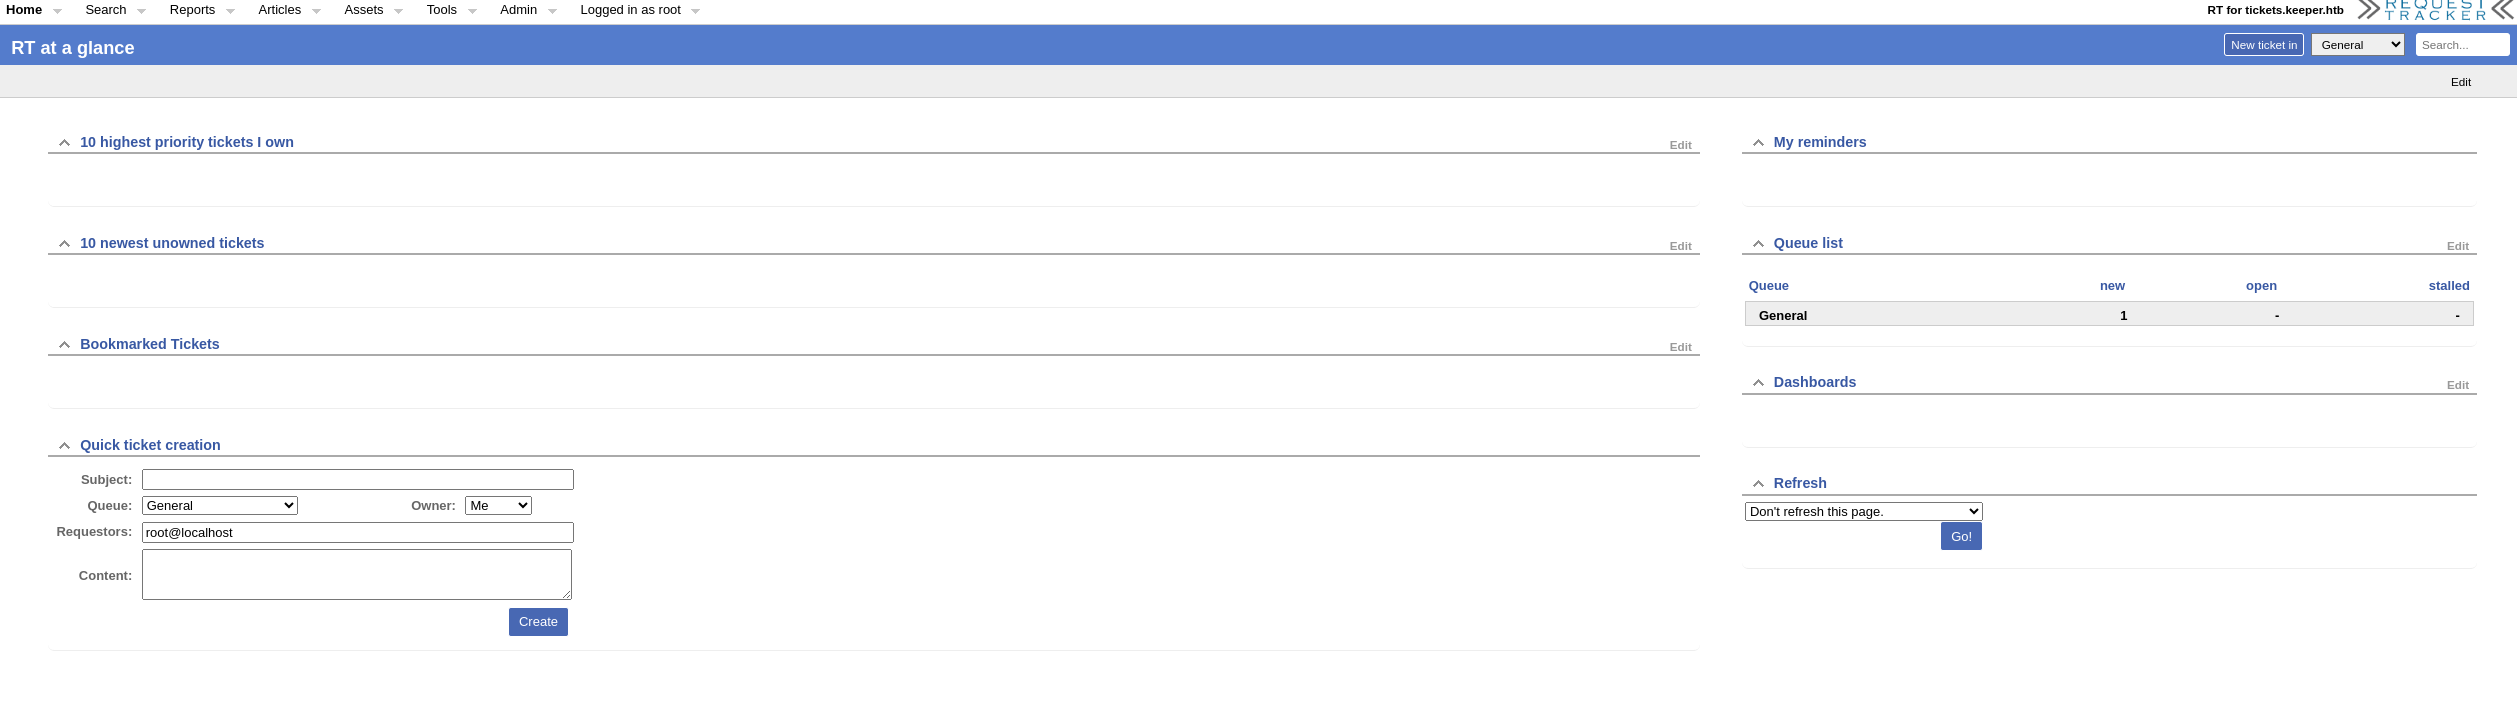 Home Search Reports Articles Assets Tools Admin Logged in as root RT for tickets.keeper.htb REQUEST TRACKER
RT at a glance New ticket in General Search...
Edit
10 highest priority tickets I own Edit
My reminders
10 newest unowned tickets Edit
Queue list Edit
Queue new open stalled
General 1 - -
Bookmarked Tickets Edit
Dashboards Edit
Quick ticket creation
Subject:
Queue: General Owner: Me
Requestors: root@localhost
Content:
Create
Refresh
Don't refresh this page.
Go!